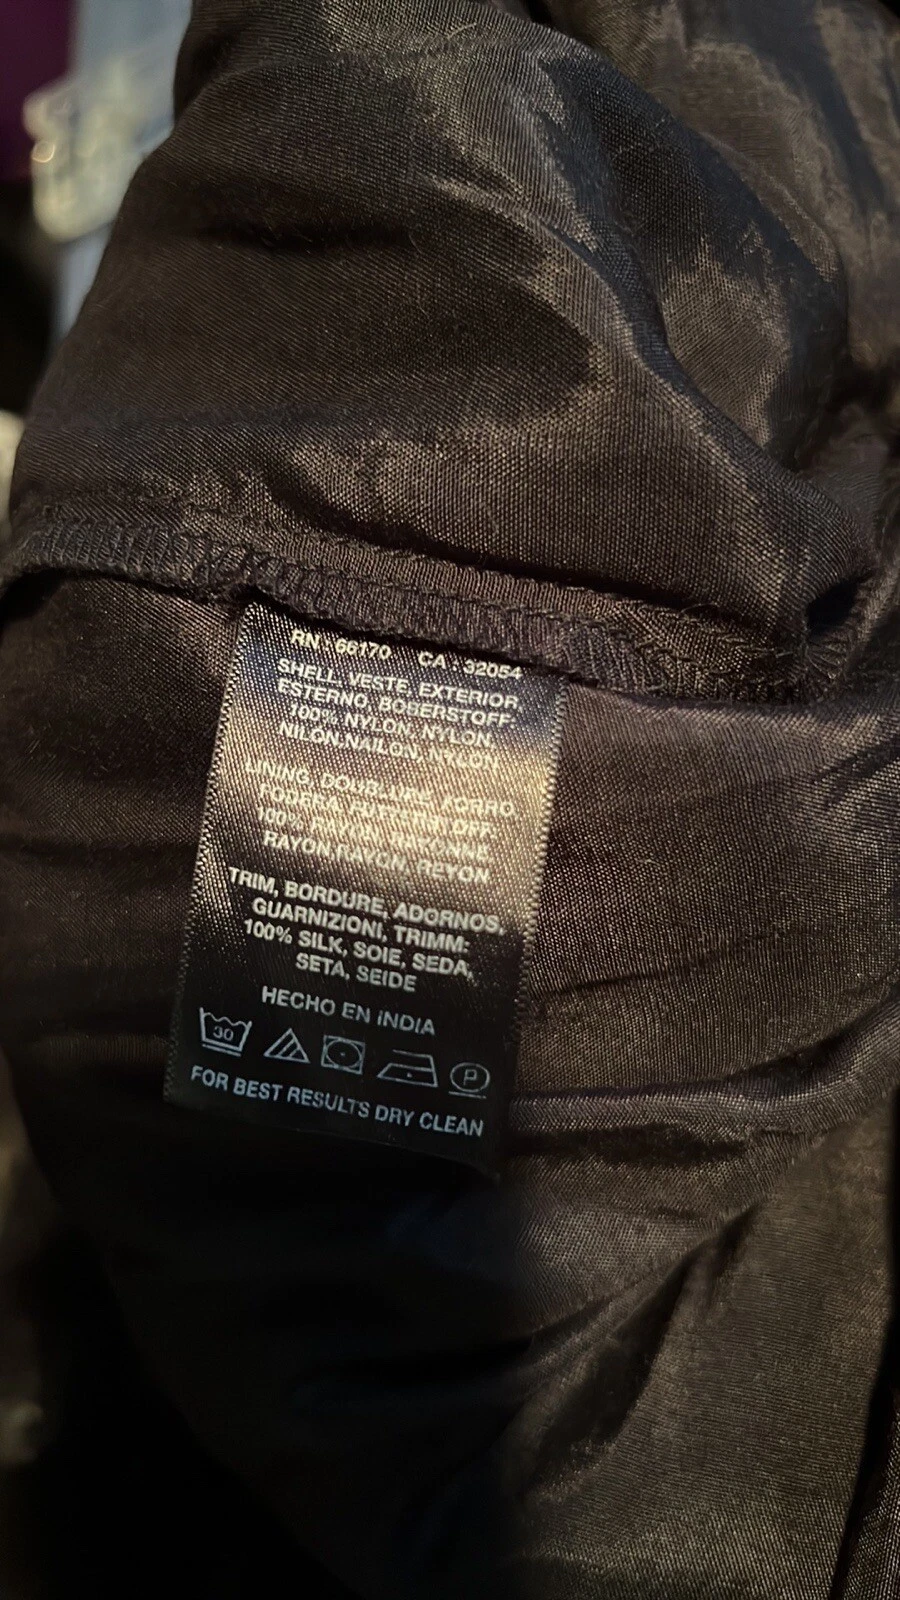 RN : 66170 CA : 32054
SHELL, VESTE, EXTERIOR
ESTERNO, BOBERSTOFF:
100% NYLON, NYLON,
NILON,NAILON, NYLON
LINING, DOUBLURE, FORRO,
FODERA, FUTTERSTOFF:
100% RAYON, RAYONNE,
RAYON,RAYON, REYON
TRIM, BORDURE, ADORNOS,
GUARNIZIONI, TRIMM:
100% SILK, SOIE, SEDA,
SETA, SEIDE
HECHO EN iNDiA
30 P
FOR BEST RESULTS DRY CLEAN